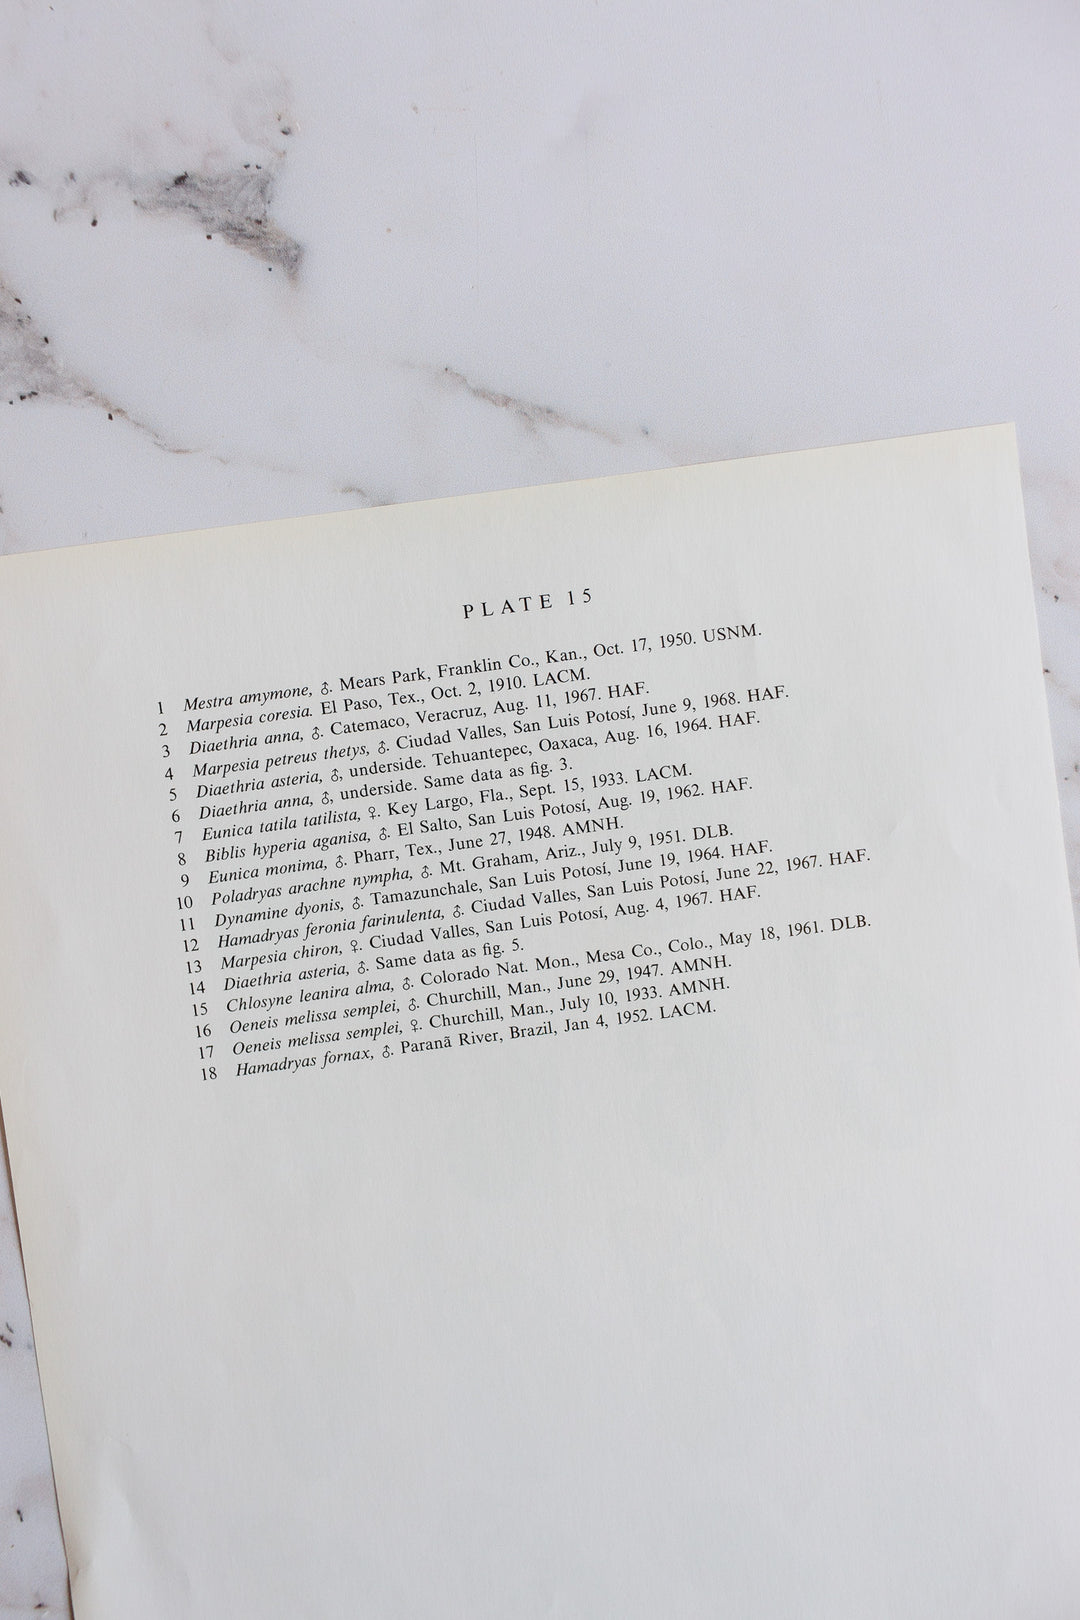 PLATE 15
1 Mestra amymone, ♂. Mears Park, Franklin Co., Kan., Oct. 17, 1950. USNM.
2 Marpesia coresia. El Paso, Tex., Oct. 2, 1910. LACM.
3 Diaethria anna, ♂. Catemaco, Veracruz, Aug. 11, 1967. HAF.
4 Marpesia petreus thetys, ♂. Ciudad Valles, San Luis Potosí, June 9, 1968. HAF.
5 Diaethria asteria, ♂, underside. Tehuantepec, Oaxaca, Aug. 16, 1964. HAF.
6 Diaethria anna, ♂, underside. Same data as fig. 3.
7 Eunica tatila tatilista, ♀. Key Largo, Fla., Sept. 15, 1933. LACM.
8 Biblis hyperia aganisa, ♂. El Salto, San Luis Potosí, Aug. 19, 1962. HAF.
9 Eunica monima, ♂. Pharr, Tex., June 27, 1948. AMNH.
10 Poladryas arachne nympha, ♂. Mt. Graham, Ariz., July 9, 1951. DLB.
11 Dynamine dyonis, ♂. Tamazunchale, San Luis Potosí, June 19, 1964. HAF.
12 Hamadryas feronia farinulenta, ♂. Ciudad Valles, San Luis Potosí, June 22, 1967. HAF.
13 Marpesia chiron, ♀. Ciudad Valles, San Luis Potosí, Aug. 4, 1967. HAF.
14 Diaethria asteria, ♂. Same data as fig. 5.
15 Chlosyne leanira alma, ♂. Colorado Nat. Mon., Mesa Co., Colo., May 18, 1961. DLB.
16 Oeneis melissa semplei, ♂. Churchill, Man., June 29, 1947. AMNH.
17 Oeneis melissa semplei, ♀. Churchill, Man., July 10, 1933. AMNH.
18 Hamadryas fornax, ♂. Paranã River, Brazil, Jan 4, 1952. LACM.